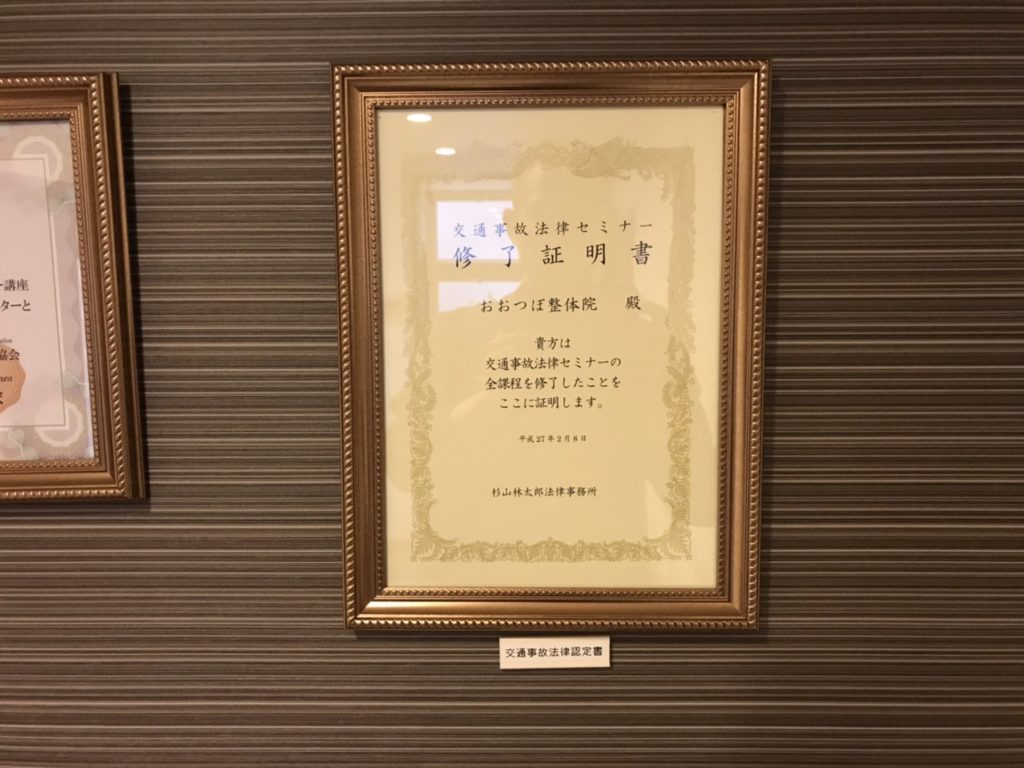 交通事故法律セミナー
修了証明書
おおつぼ整体院 殿
貴方は
交通事故法律セミナーの
全課程を修了したことを
ここに証明します。
平成27年2月8日
杉山林太郎法律事務所
交通事故法律認定書
講座
ターと
協会